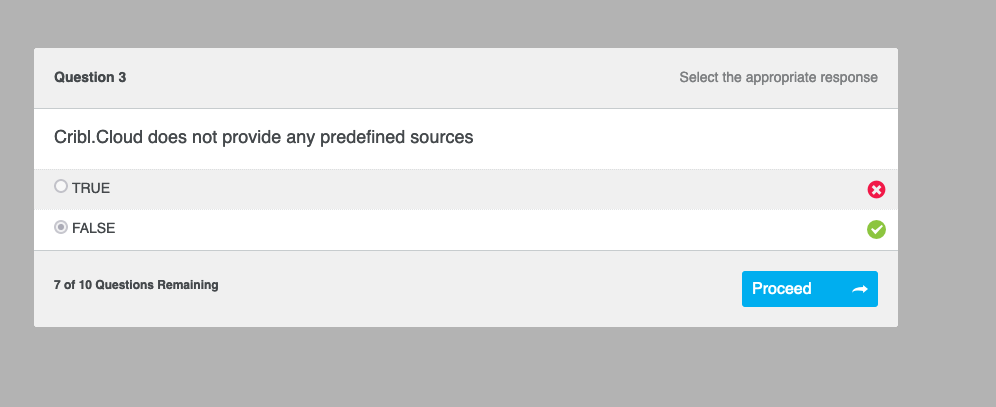 Question 3
Select the appropriate response
Cribl.Cloud does not provide any predefined sources
TRUE
FALSE
7 of 10 Questions Remaining
Proceed